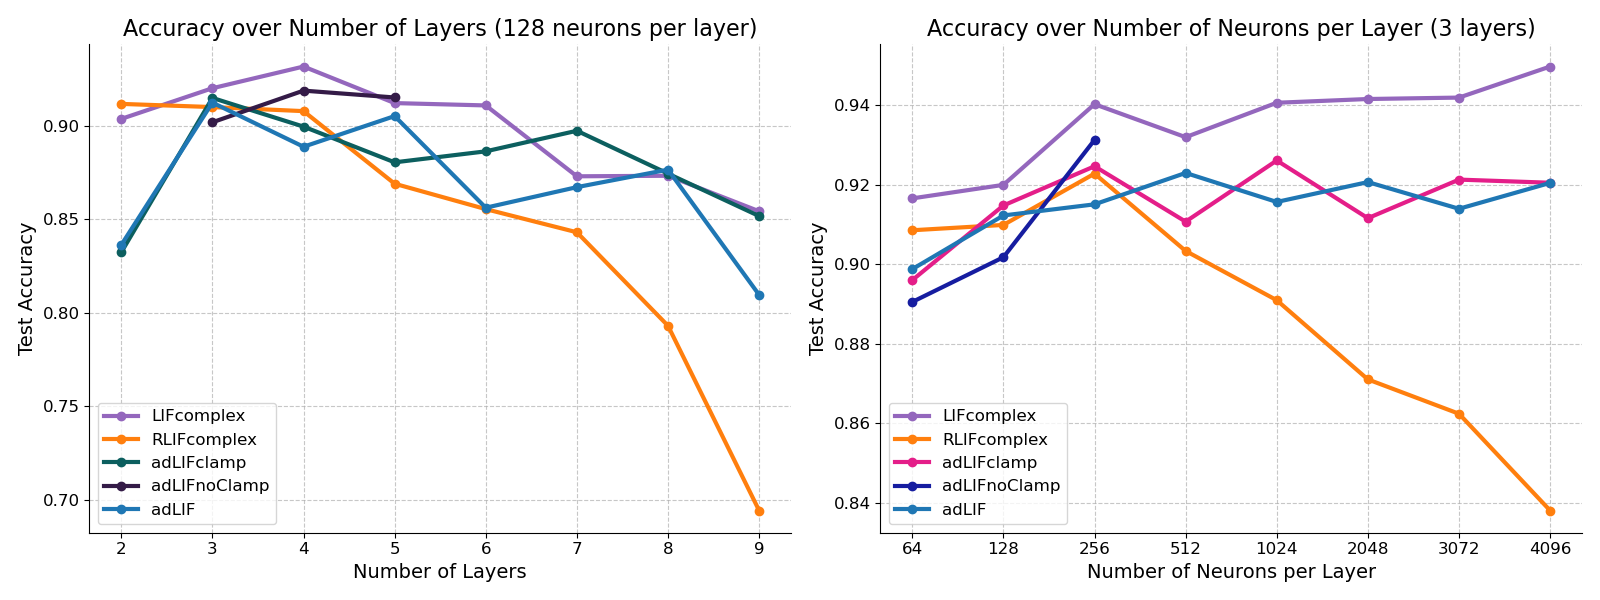 Accuracy over Number of Layers (128 neurons per layer)
Test Accuracy
0.90
0.85
0.80
0.75
0.70
LIFcomplex
RLIFcomplex
adLIFclamp
adLIFnoClamp
adLIF
2 3 4 5 6 7 8 9
Number of Layers
Accuracy over Number of Neurons per Layer (3 layers)
Test Accuracy
0.94
0.92
0.90
0.88
0.86
0.84
LIFcomplex
RLIFcomplex
adLIFclamp
adLIFnoClamp
adLIF
64 128 256 512 1024 2048 3072 4096
Number of Neurons per Layer